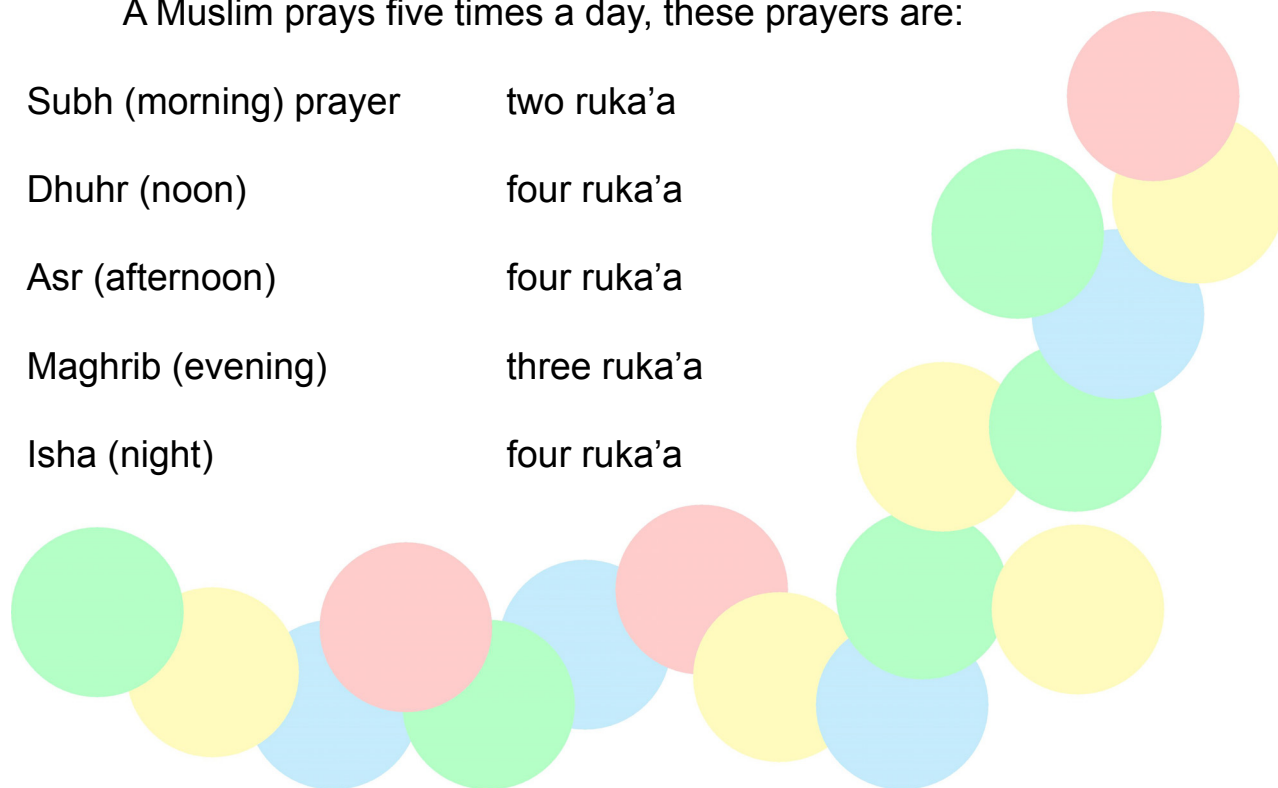 A Muslim prays five times a day, these prayers are:
Subh (morning) prayer two ruka’a
Dhuhr (noon) four ruka’a
Asr (afternoon) four ruka’a
Maghrib (evening) three ruka’a
Isha (night) four ruka’a